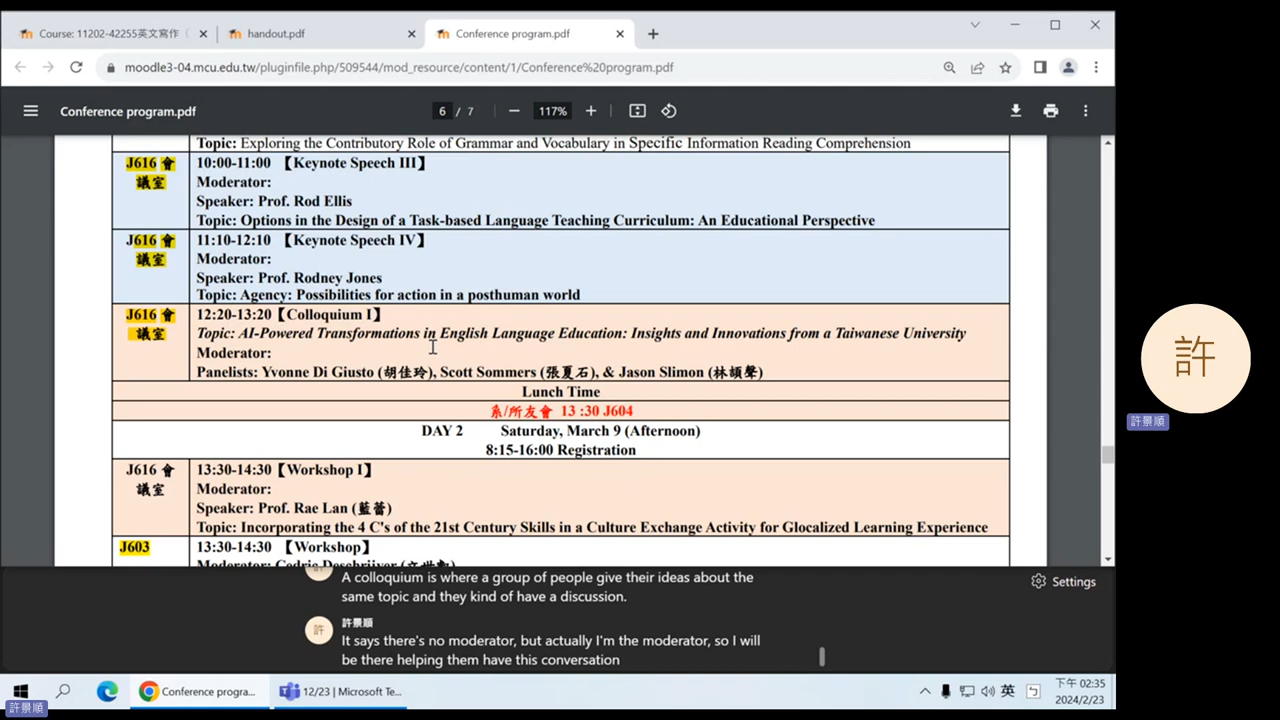 Course: 11202-42255英文寫作
handout.pdf
Conference program.pdf
moodle3-04.mcu.edu.tw/pluginfile.php/509544/mod_resource/content/1/Conference%20program.pdf
Conference program.pdf
6 / 7
117%
Topic: Exploring the Contributory Role of Grammar and Vocabulary in Specific Information Reading Comprehension
J616 會議室
10:00-11:00 【Keynote Speech III】
Moderator:
Speaker: Prof. Rod Ellis
Topic: Options in the Design of a Task-based Language Teaching Curriculum: An Educational Perspective
J616 會議室
11:10-12:10 【Keynote Speech IV】
Moderator:
Speaker: Prof. Rodney Jones
Topic: Agency: Possibilities for action in a posthuman world
J616 會議室
12:20-13:20【Colloquium I】
Topic: AI-Powered Transformations in English Language Education: Insights and Innovations from a Taiwanese University
Moderator:
Panelists: Yvonne Di Giusto (胡佳玲), Scott Sommers (張夏石), & Jason Slimon (林頡聲)
Lunch Time
系/所友會 13 :30 J604
DAY 2 Saturday, March 9 (Afternoon)
8:15-16:00 Registration
J616 會議室
13:30-14:30【Workshop I】
Moderator:
Speaker: Prof. Rae Lan (藍蕾)
Topic: Incorporating the 4 C's of the 21st Century Skills in a Culture Exchange Activity for Glocalized Learning Experience
J603
13:30-14:30 【Workshop】
Moderator: Cedric Deschrijver
A colloquium is where a group of people give their ideas about the
same topic and they kind of have a discussion.
許景順
許
It says there's no moderator, but actually I'm the moderator, so I will
be there helping them have this conversation
Settings
許
許景順
Conference progra...
12/23 | Microsoft Te...
英
下午 02:35
2024/2/23
許景順